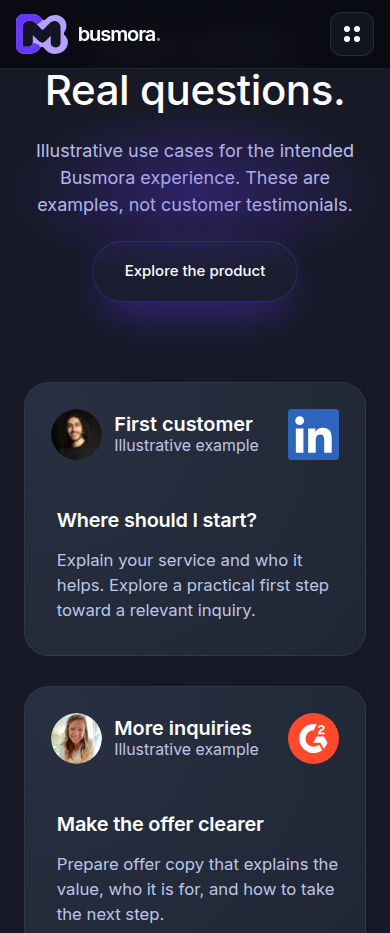 busmora.
Real questions.
Illustrative use cases for the intended
Busmora experience. These are
examples, not customer testimonials.
Explore the product
First customer
Illustrative example
in
Where should I start?
Explain your service and who it
helps. Explore a practical first step
toward a relevant inquiry.
More inquiries
Illustrative example
G2
Make the offer clearer
Prepare offer copy that explains the
value, who it is for, and how to take
the next step.